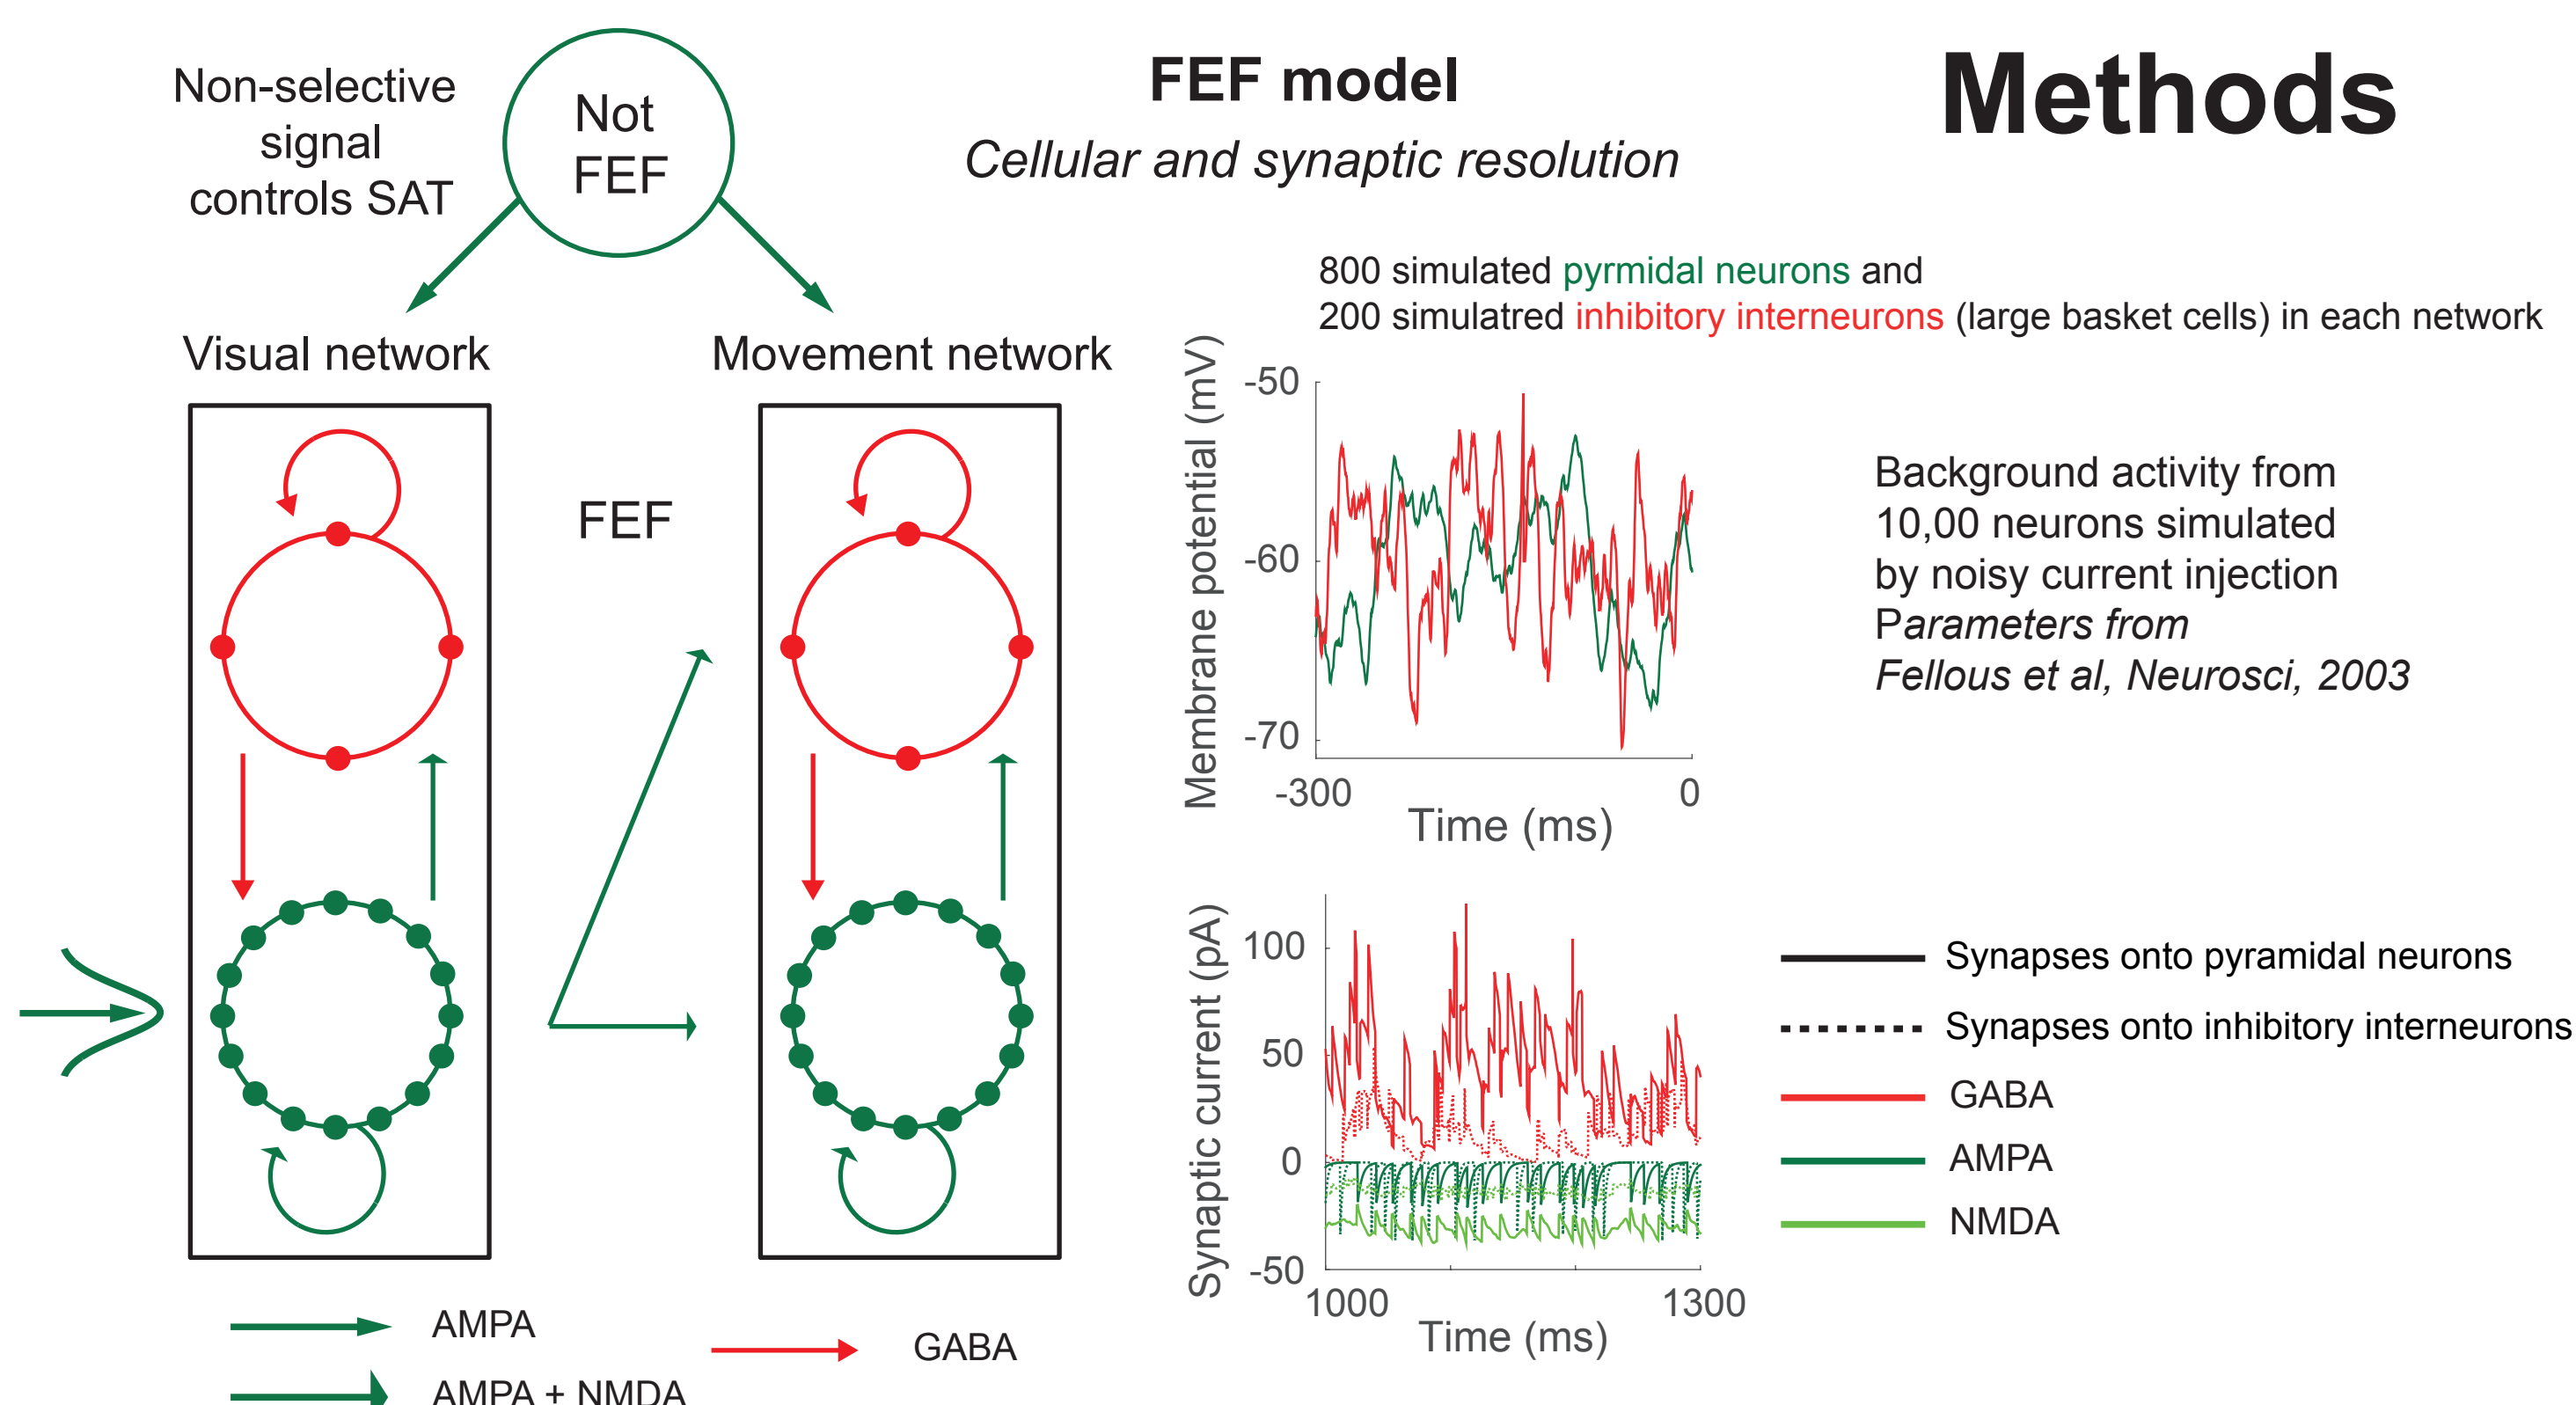 Methods
FEF model
Cellular and synaptic resolution
Non-selective
signal
controls SAT
Not
FEF
800 simulated pyrmidal neurons and
200 simulatred inhibitory interneurons (large basket cells) in each network
Visual network
Movement network
FEF
Membrane potential (mV)
-50
-60
-70
-300
0
Time (ms)
Background activity from
10,00 neurons simulated
by noisy current injection
Parameters from
Fellous et al, Neurosci, 2003
Synaptic current (pA)
100
50
0
-50
1000
1300
Time (ms)
Synapses onto pyramidal neurons
Synapses onto inhibitory interneurons
GABA
AMPA
NMDA
AMPA
GABA
AMPA + NMDA